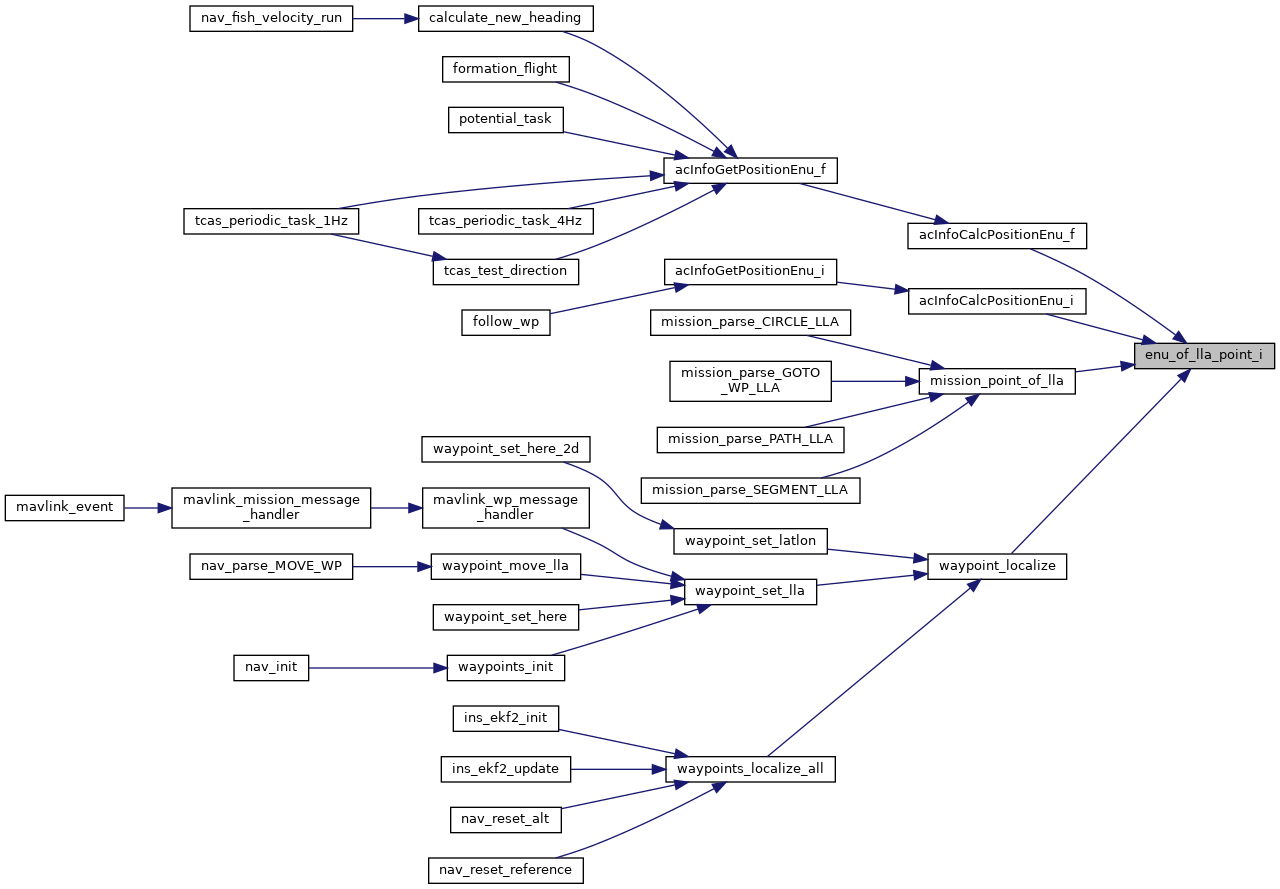 nav_fish_velocity_run
calculate_new_heading
formation_flight
potential_task
acInfoGetPositionEnu_f
tcas_periodic_task_1Hz
tcas_periodic_task_4Hz
acInfoCalcPositionEnu_f
tcas_test_direction
acInfoGetPositionEnu_i
acInfoCalcPositionEnu_i
follow_wp
mission_parse_CIRCLE_LLA
enu_of_lla_point_i
mission_parse_GOTO
_WP_LLA
mission_point_of_lla
mission_parse_PATH_LLA
waypoint_set_here_2d
mission_parse_SEGMENT_LLA
mavlink_event
mavlink_mission_message
_handler
mavlink_wp_message
_handler
waypoint_set_latlon
nav_parse_MOVE_WP
waypoint_move_lla
waypoint_localize
waypoint_set_lla
waypoint_set_here
nav_init
waypoints_init
ins_ekf2_init
ins_ekf2_update
waypoints_localize_all
nav_reset_alt
nav_reset_reference